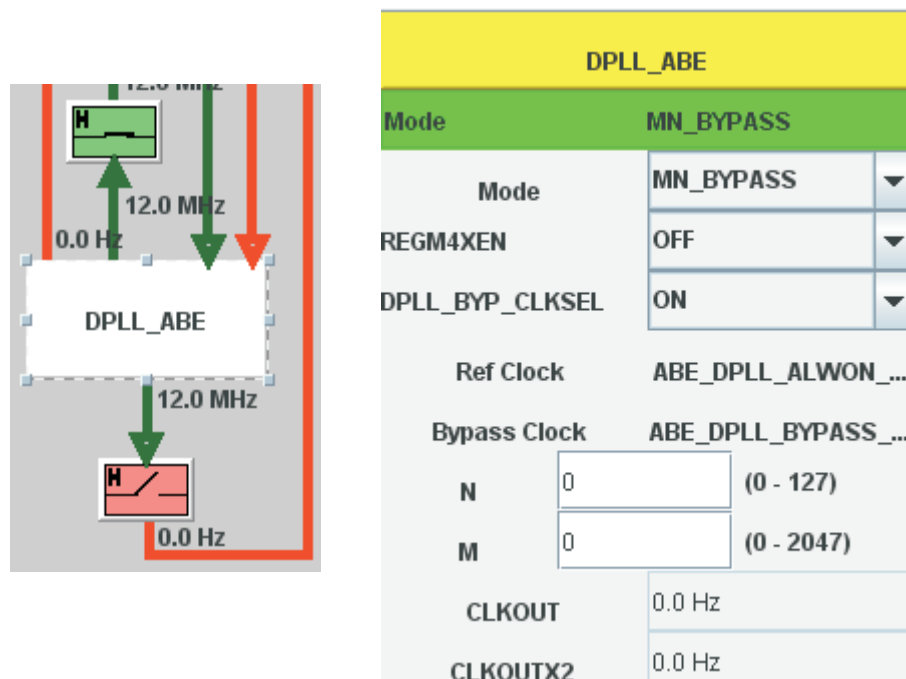 12.0 MHz
H
12.0 MHz
0.0 Hz
DPLL_ABE
12.0 MHz
H
0.0 Hz
DPLL_ABE
Mode MN_BYPASS
Mode MN_BYPASS
REGM4XEN OFF
DPLL_BYP_CLKSEL ON
Ref Clock ABE_DPLL_ALWON_...
Bypass Clock ABE_DPLL_BYPASS_...
N 0 (0 - 127)
M 0 (0 - 2047)
CLKOUT 0.0 Hz
CLKOUTX2 0.0 Hz